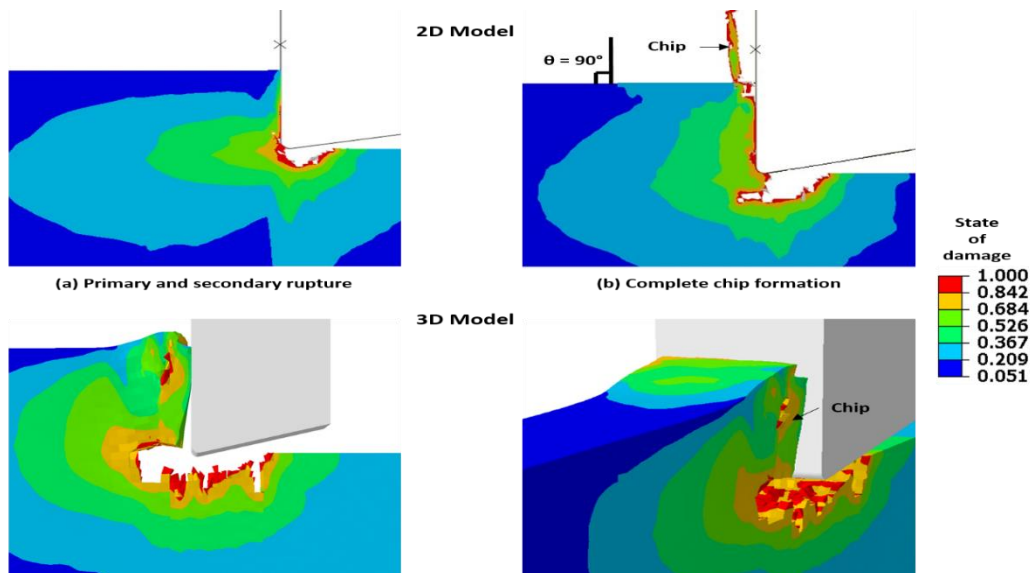 2D Model
Chip
θ = 90°
(a) Primary and secondary rupture
(b) Complete chip formation
3D Model
Chip
State
of
damage
1.000
0.842
0.684
0.526
0.367
0.209
0.051